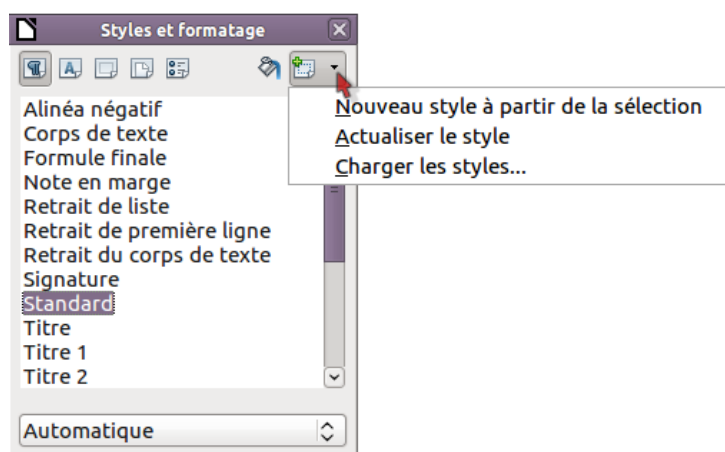 Styles et formatage
Nouveau style à partir de la sélection
Actualiser le style
Charger les styles...
Alinéa négatif
Corps de texte
Formule finale
Note en marge
Retrait de liste
Retrait de première ligne
Retrait du corps de texte
Signature
Standard
Titre
Titre 1
Titre 2
Automatique